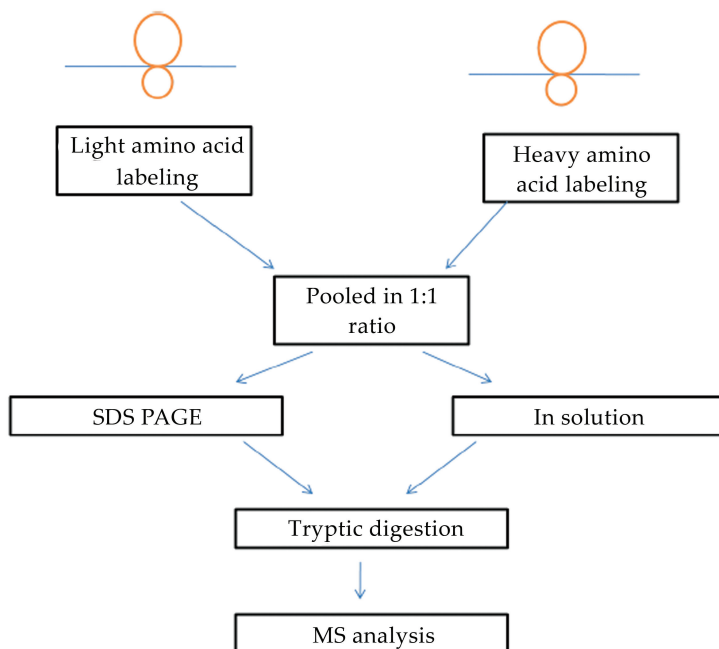 Light amino acid
labeling
Heavy amino
acid labeling
Pooled in 1:1
ratio
SDS PAGE
In solution
Tryptic digestion
MS analysis